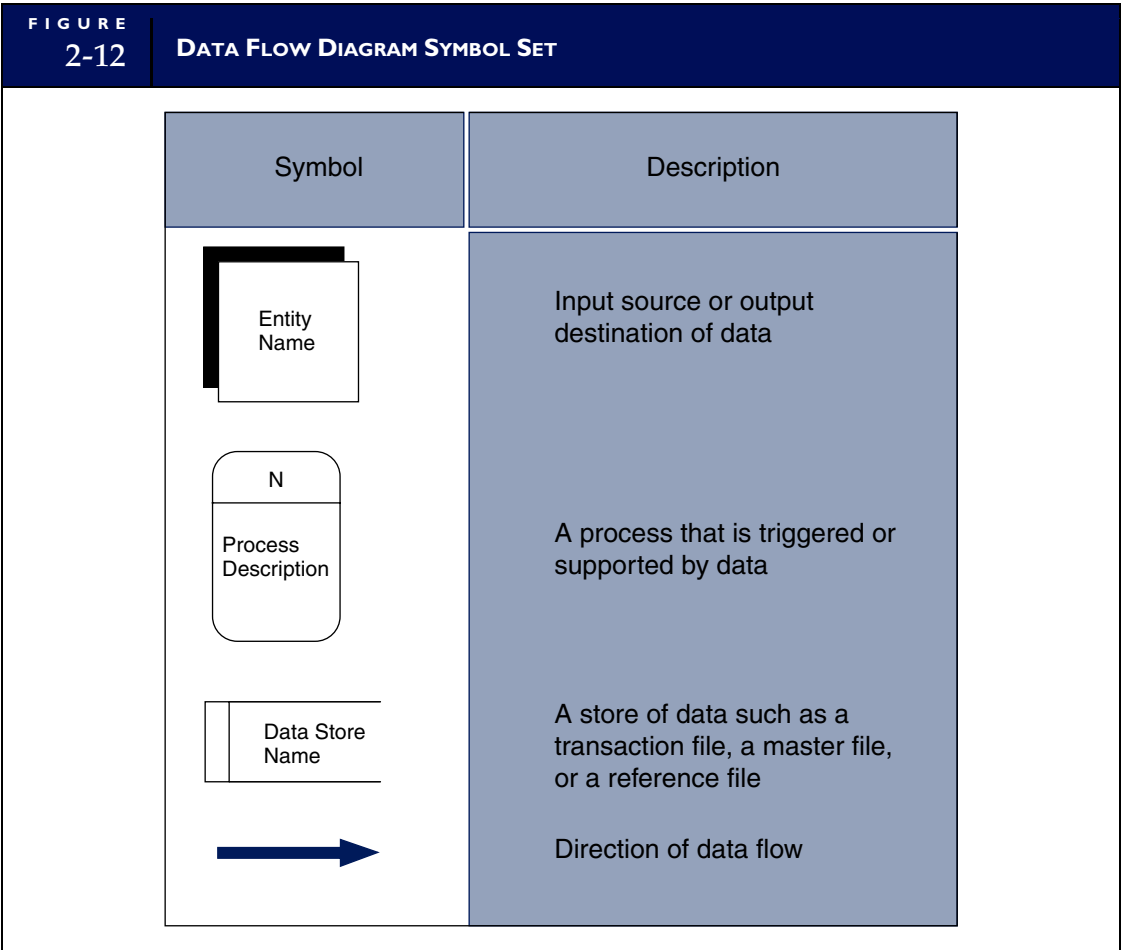 FIGURE
2-12
DATA FLOW DIAGRAM SYMBOL SET
Symbol
Description
Entity
Name
Input source or output
destination of data
N
Process
Description
A process that is triggered or
supported by data
Data Store
Name
A store of data such as a
transaction file, a master file,
or a reference file
Direction of data flow